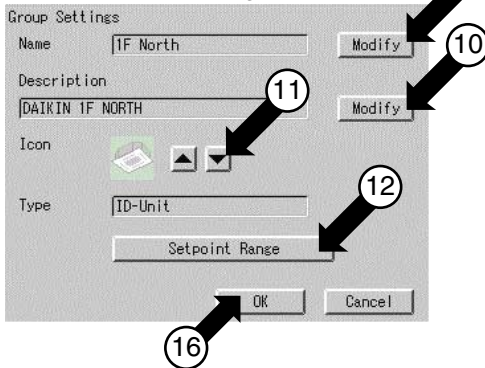 Group Settings
Name 1F North Modify
10
Description
11
DAIKIN 1F NORTH Modify
Icon
12
Type ID-Unit
Setpoint Range
OK Cancel
16